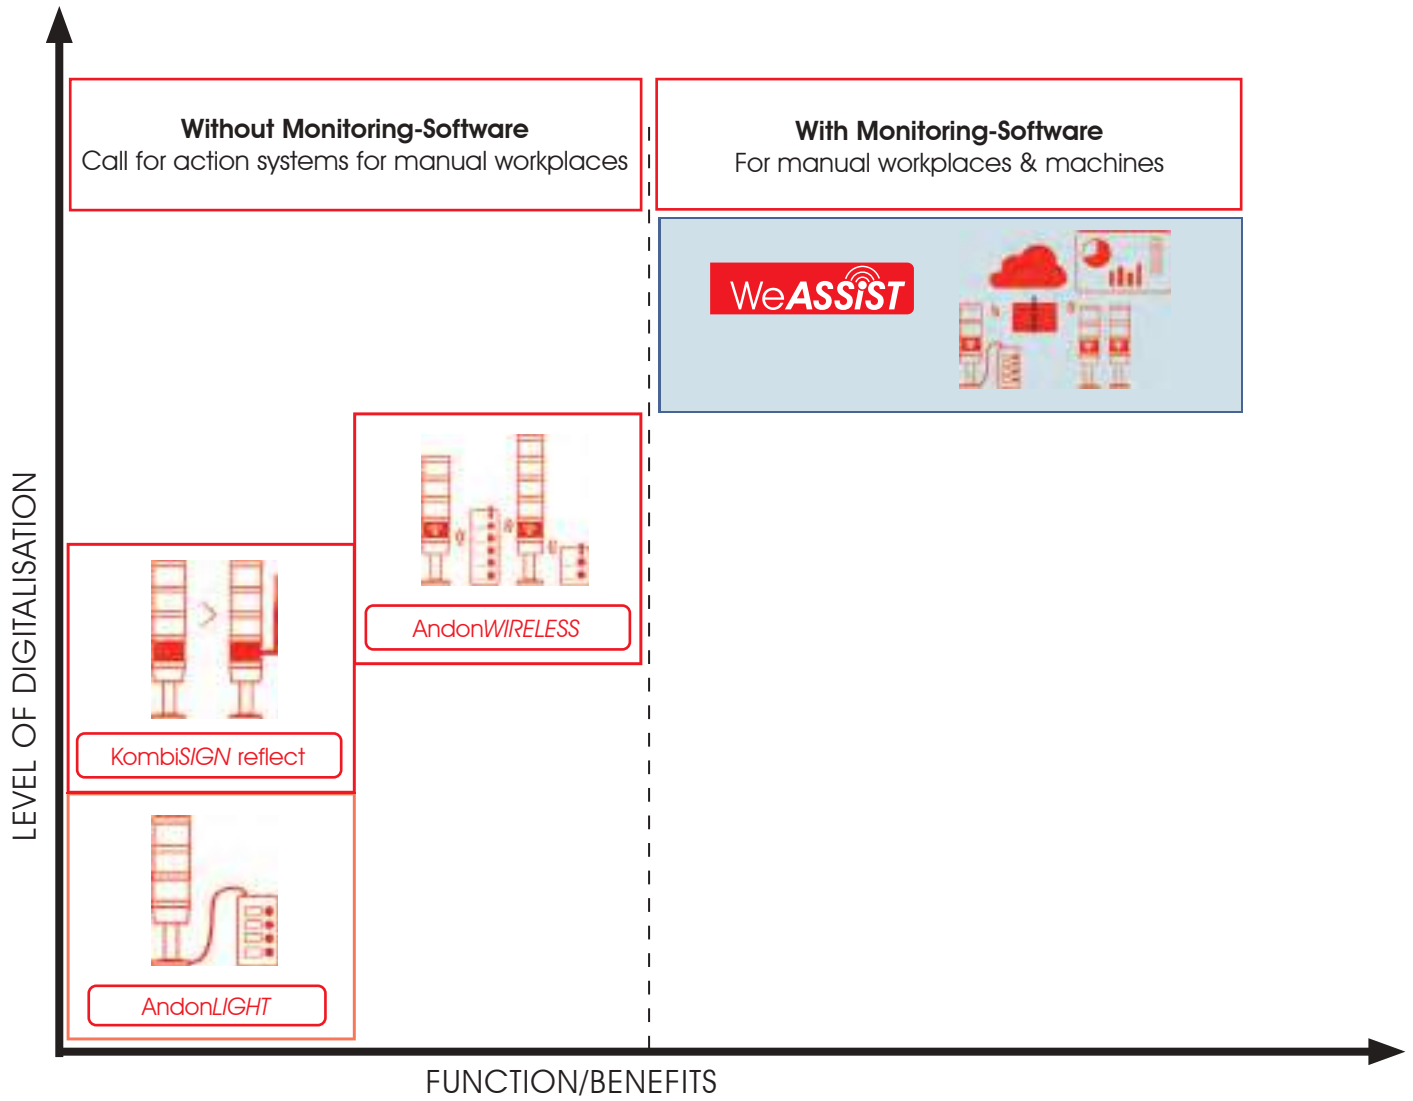 Without Monitoring-Software
Call for action systems for manual workplaces
With Monitoring-Software
For manual workplaces & machines
WeASSIST
AndonWIRELESS
KombiSIGN reflect
AndonLIGHT
LEVEL OF DIGITALISATION
FUNCTION/BENEFITS